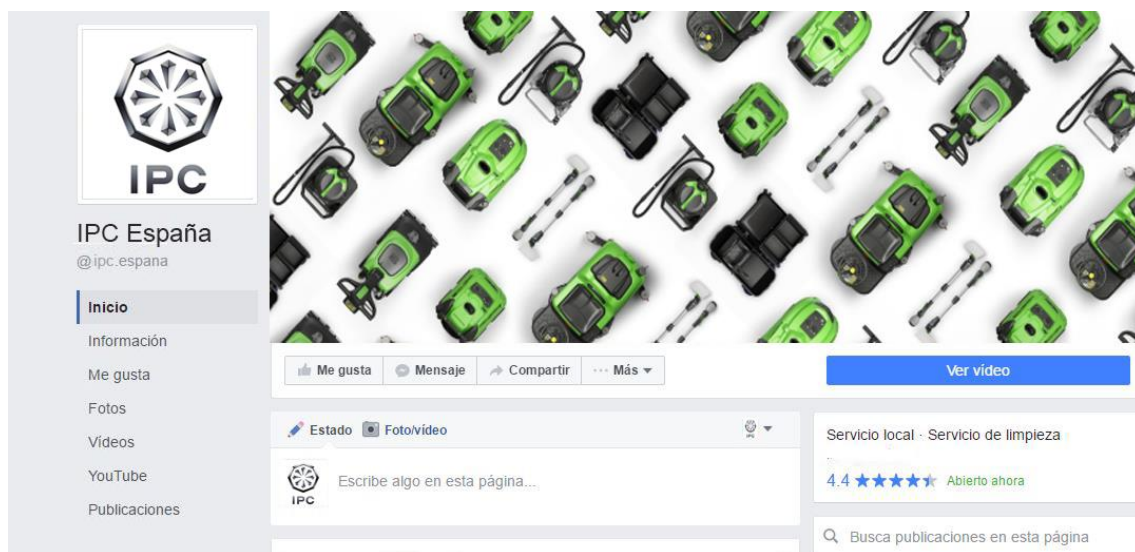 IPC
IPC España
@ipc.espana
Inicio
Información
Me gusta
Fotos
Vídeos
YouTube
Publicaciones
Me gusta
Mensaje
Compartir
Más
Ver vídeo
Estado
Foto/vídeo
IPC
Escribe algo en esta página...
Servicio local · Servicio de limpieza
4.4
Abierto ahora
Busca publicaciones en esta página